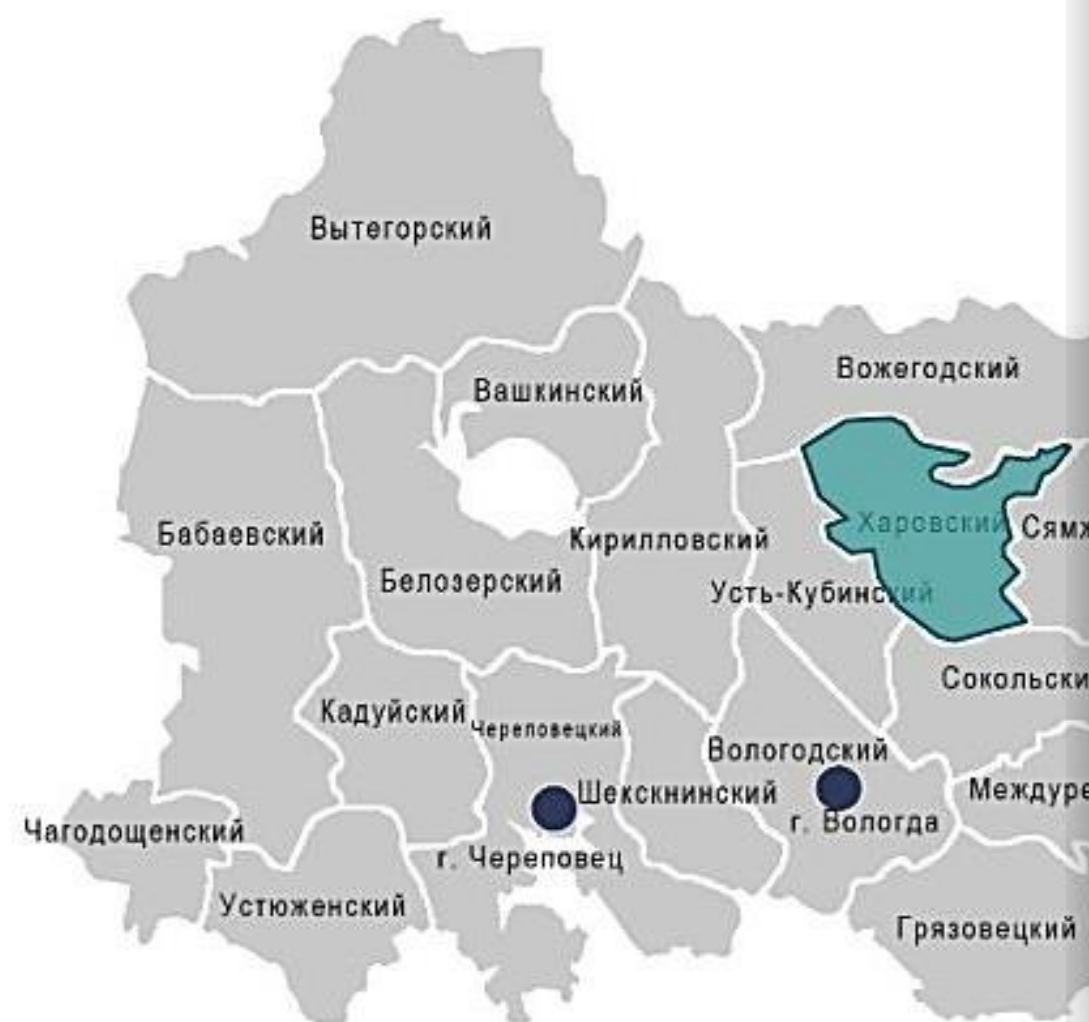 Вытегорский
Вожегодский
Вашкинский
Харовский
Сямж
Бабаевский
Кирилловский
Белозерский
Усть-Кубинский
Сокольски
Кадуйский
Череповецкий
Вологодский
Шекскнинский
Междуре
г. Вологда
Чагодощенский
г. Череповец
Устюженский
Грязовецкий